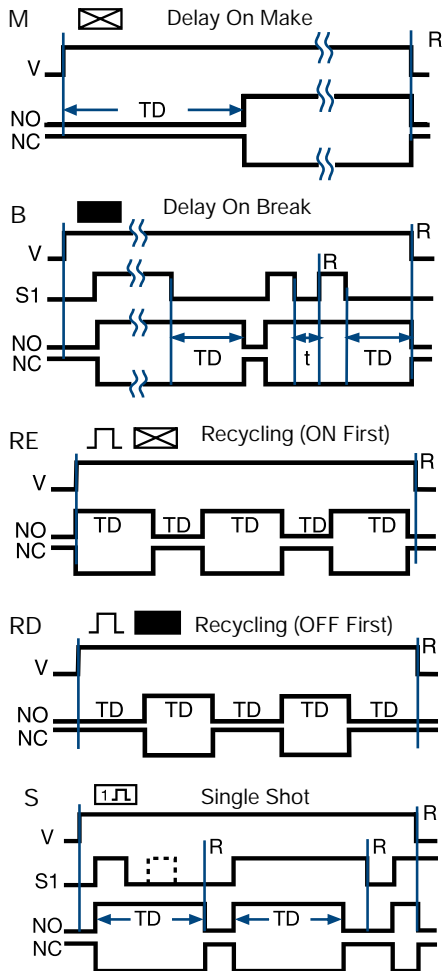 M Delay On Make R
V
TD
NO
NC
B Delay On Break
R
V
R
S1
NO
TD t TD
NC
RE Recycling (ON First)
R
V
TD TD TD TD TD
NO
NC
RD Recycling (OFF First)
R
V
TD TD TD TD TD
NO
NC
S 1 Single Shot
R
V
R R
S1
TD TD
NO
NC